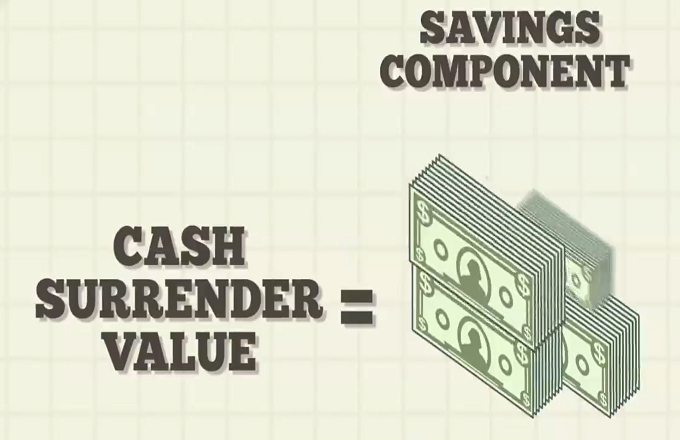 SAVINGS
COMPONENT
CASH
SURRENDER
VALUE
=